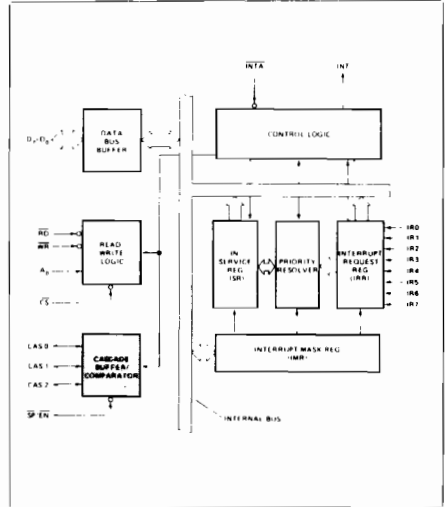 INTA INT
D7-D0
DATA
BUS
BUFFER
CONTROL LOGIC
RD
WR
A0
CS
READ
WRITE
LOGIC
IN
SERVICE
REG
(ISR)
PRIORITY
RESOLVER
INTERRUPT
REQUEST
REG
(IRR)
IR0
IR1
IR2
IR3
IR4
IR5
IR6
IR7
CAS 0
CAS 1
CAS 2
CASCADE
BUFFER/
COMPARATOR
SP/EN
INTERRUPT MASK REG
(IMR)
INTERNAL BUS